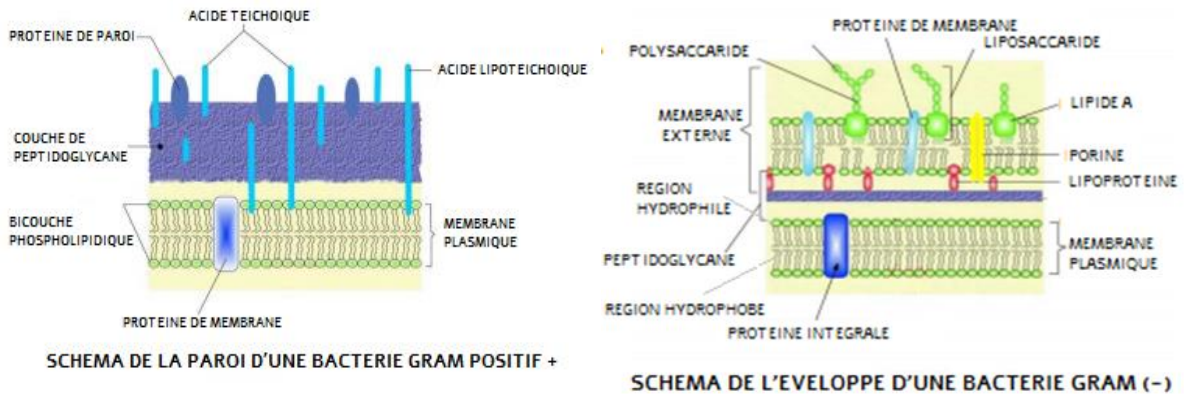 ACIDE TEICHOIQUE
PROTEINE DE PAROI
ACIDE LIPOTEICHOIQUE
COUCHE DE
PEPTIDOGLYCANE
BICOUCHE
PHOSPHOLIPIDIQUE
MEMBRANE
PLASMIQUE
PROTEINE DE MEMBRANE
SCHEMA DE LA PAROI D'UNE BACTERIE GRAM POSITIF +
PROTEINE DE MEMBRANE
POLYSACCARIDE
LIPOSACCARIDE
MEMBRANE
EXTERNE
LIPIDE A
PORINE
LIPOPROTEINE
REGION
HYDROPHILE
PEPTIDOGLYCANE
MEMBRANE
PLASMIQUE
REGION HYDROPHOBE
PROTEINE INTEGRALE
SCHEMA DE L'EVELOPPE D'UNE BACTERIE GRAM (-)